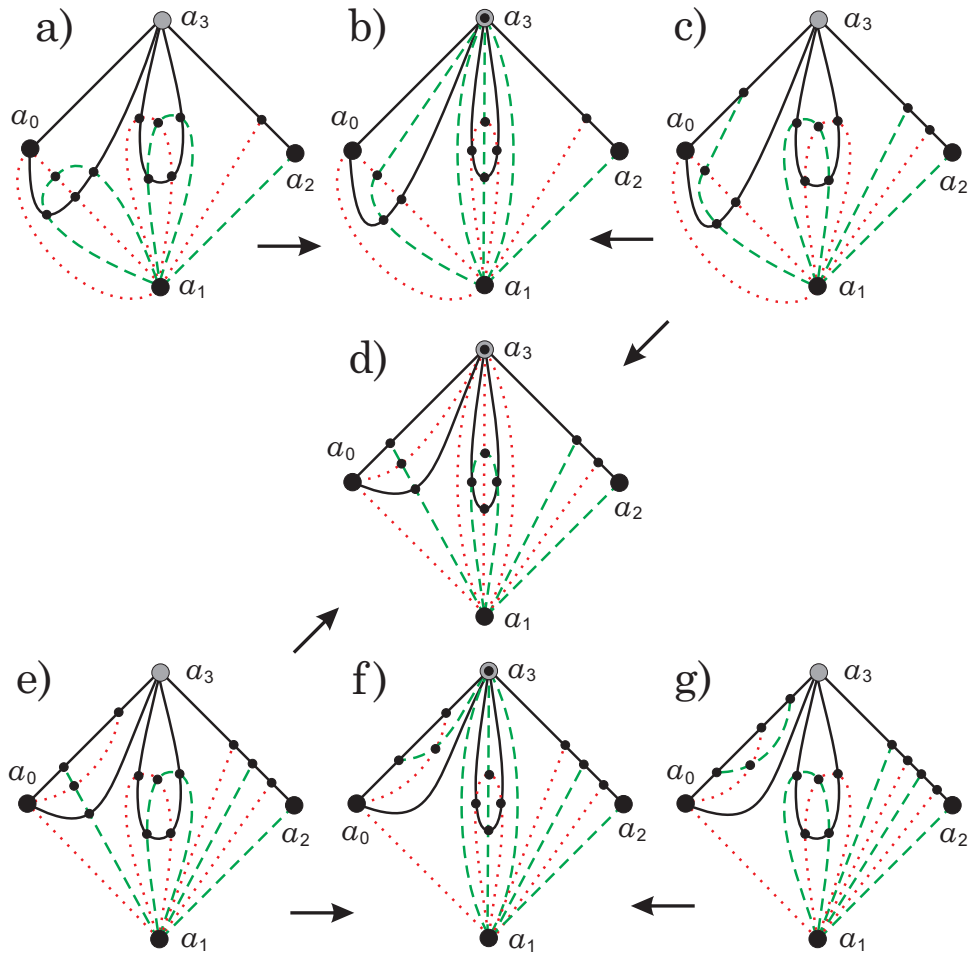 a) a₃ b) a₃ c) a₃
a₀ a₀ a₀
a₂ a₂ a₂
a₁ a₁ a₁
d) a₃
a₀
a₂
a₁
e) a₃ f) a₃ g) a₃
a₀ a₀ a₀
a₂ a₂ a₂
a₁ a₁ a₁